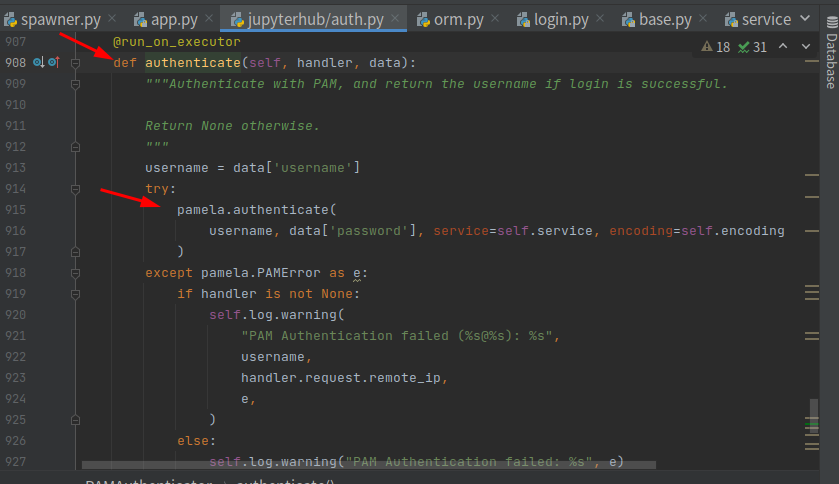 spawner.py × app.py × jupyterhub/auth.py × orm.py × login.py × base.py × service
18 31
Database
907 @run_on_executor
908 def authenticate(self, handler, data):
909 """Authenticate with PAM, and return the username if login is successful.
910
911 Return None otherwise.
912 """
913 username = data['username']
914 try:
915 pamela.authenticate(
916 username, data['password'], service=self.service, encoding=self.encoding
917 )
918 except pamela.PAMError as e:
919 if handler is not None:
920 self.log.warning(
921 "PAM Authentication failed (%s@%s): %s",
922 username,
923 handler.request.remote_ip,
924 e,
925 )
926 else:
927 self.log.warning("PAM Authentication failed: %s", e)
PAMAuthenticator › authenticate()